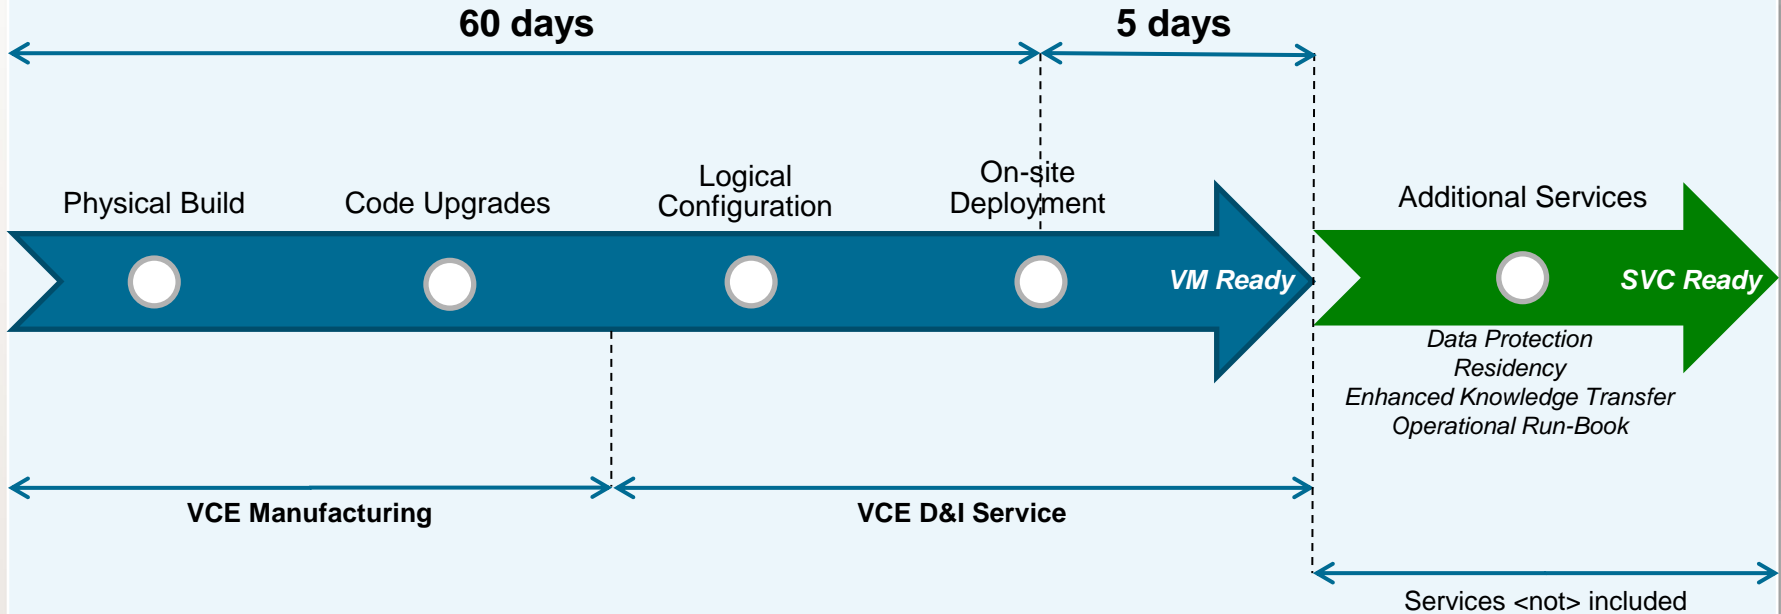 60 days
5 days
Physical Build
Code Upgrades
Logical
Configuration
On-site
Deployment
Additional Services
VM Ready
SVC Ready
Data Protection
Residency
Enhanced Knowledge Transfer
Operational Run-Book
VCE Manufacturing
VCE D&I Service
Services <not> included